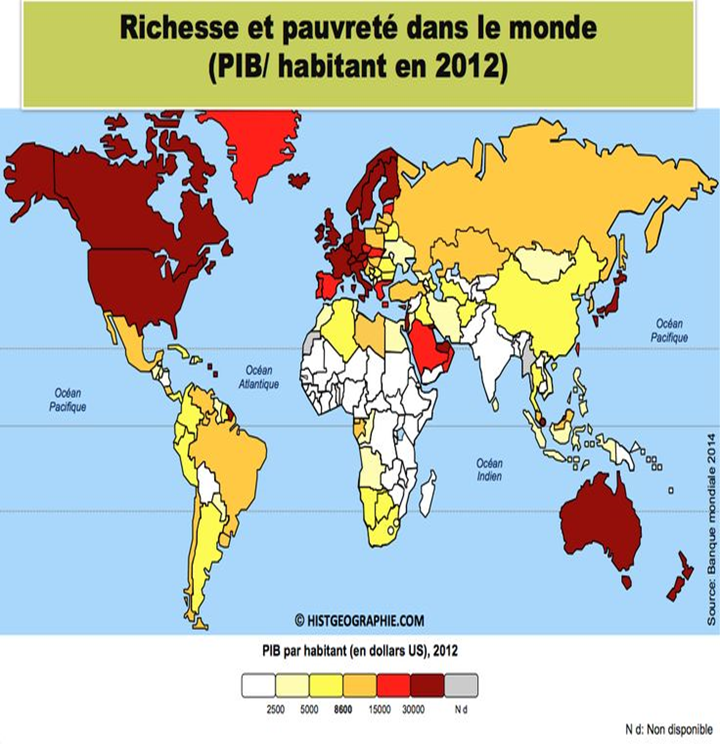 Richesse et pauvreté dans le monde
(PIB/ habitant en 2012)
Océan
Pacifique
Océan
Atlantique
Océan
Pacifique
Océan
Indien
Source: Banque mondiale 2014
© HISTGEOGRAPHIE.COM
PIB par habitant (en dollars US), 2012
2500 5000 8600 15000 30000 N d
N d: Non disponible